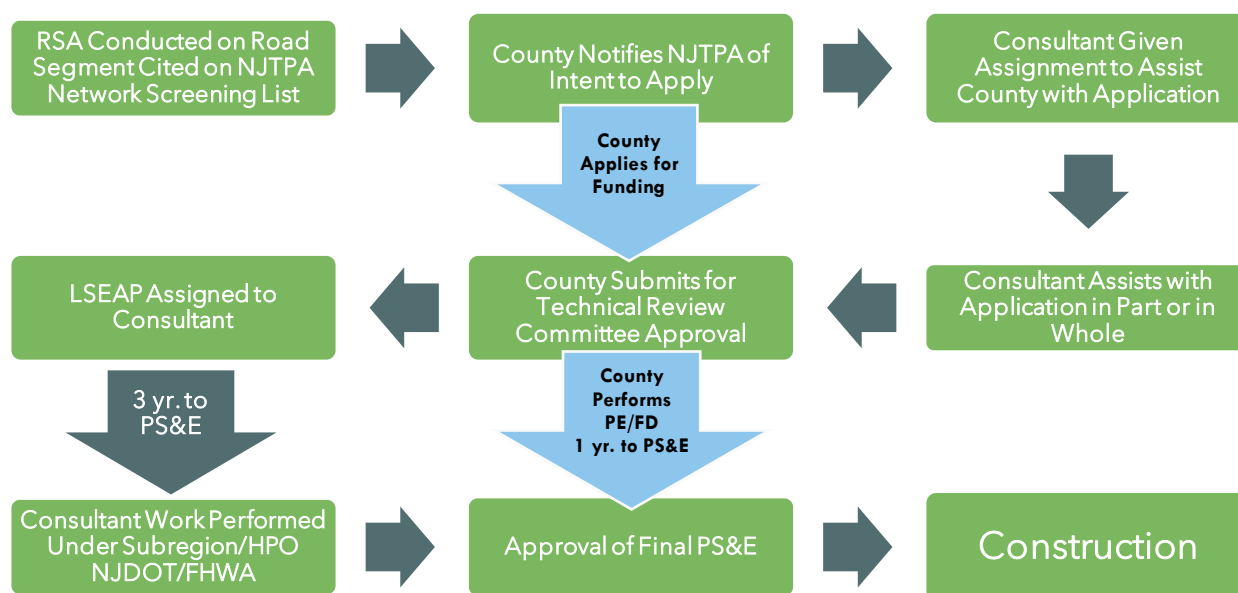 RSA Conducted on Road
Segment Cited on NJTPA
Network Screening List
County Notifies NJTPA of
Intent to Apply
Consultant Given
Assignment to Assist
County with Application
County
Applies for
Funding
LSEAP Assigned to
Consultant
County Submits for
Technical Review
Committee Approval
Consultant Assists with
Application in Part or in
Whole
3 yr. to
PS&E
County
Performs
PE/FD
1 yr. to PS&E
Consultant Work Performed
Under Subregion/HPO
NJDOT/FHWA
Approval of Final PS&E
Construction